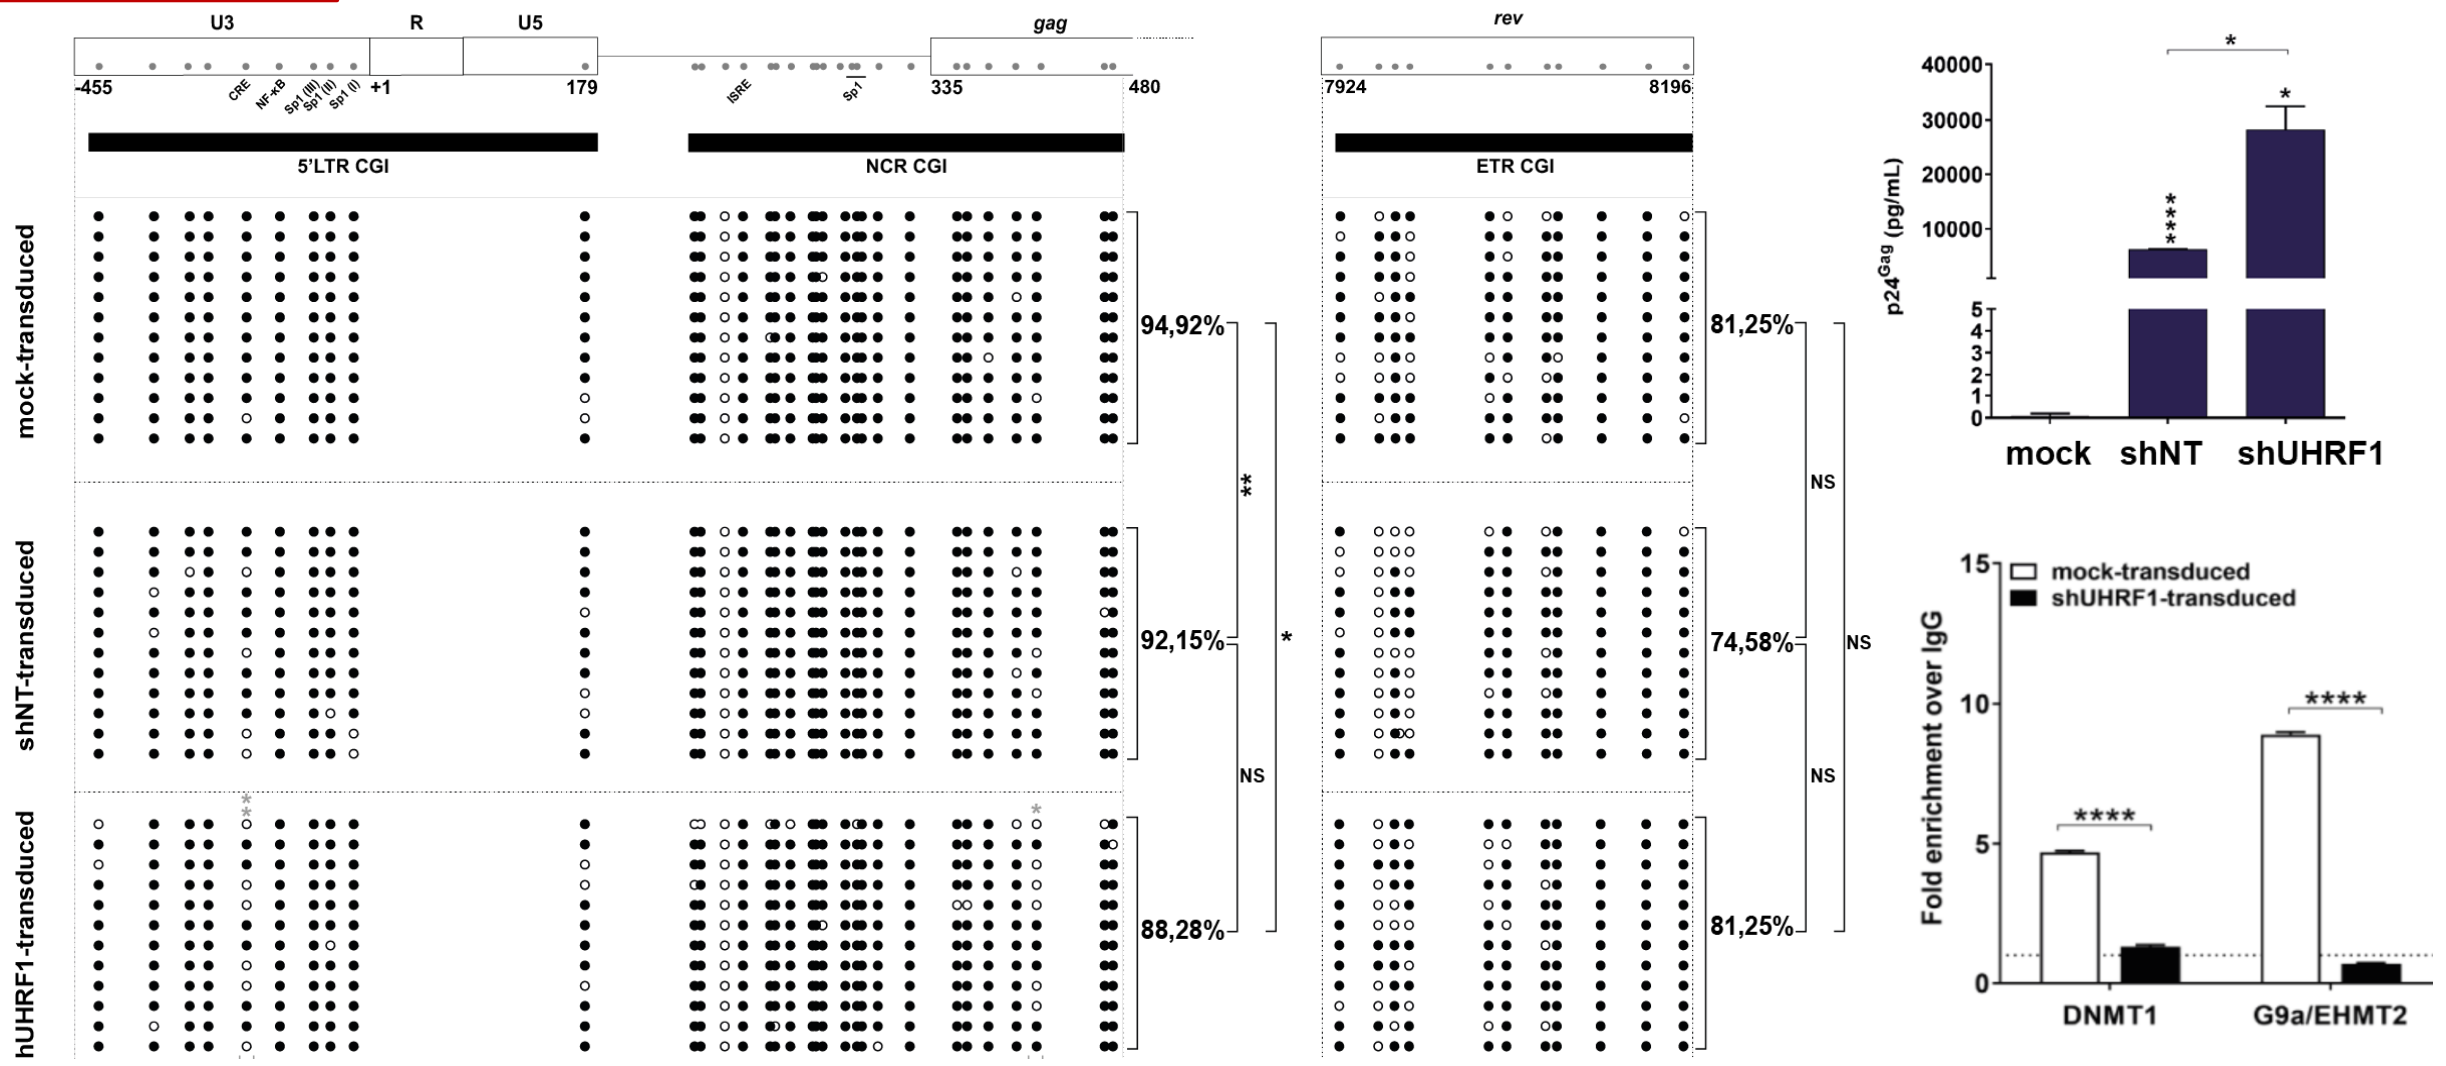 U3 R U5 gag rev
-455 CRE NF-κB Sp1 (III) Sp1 (II) Sp1 (I) +1 179 ISRE Sp1 335 480 7924 8196
5'LTR CGI NCR CGI ETR CGI
mock-transduced
94,92%
81,25%
**
NS
shNT-transduced
92,15%
*
74,58%
NS
NS
NS
* *
*
hUHRF1-transduced
88,28%
81,25%
p24Gag (pg/mL)
*
*
****
40000
30000
20000
10000
5
4
3
2
1
0
mock shNT shUHRF1
Fold enrichment over IgG
mock-transduced
shUHRF1-transduced
15
10
5
0
****
****
DNMT1 G9a/EHMT2